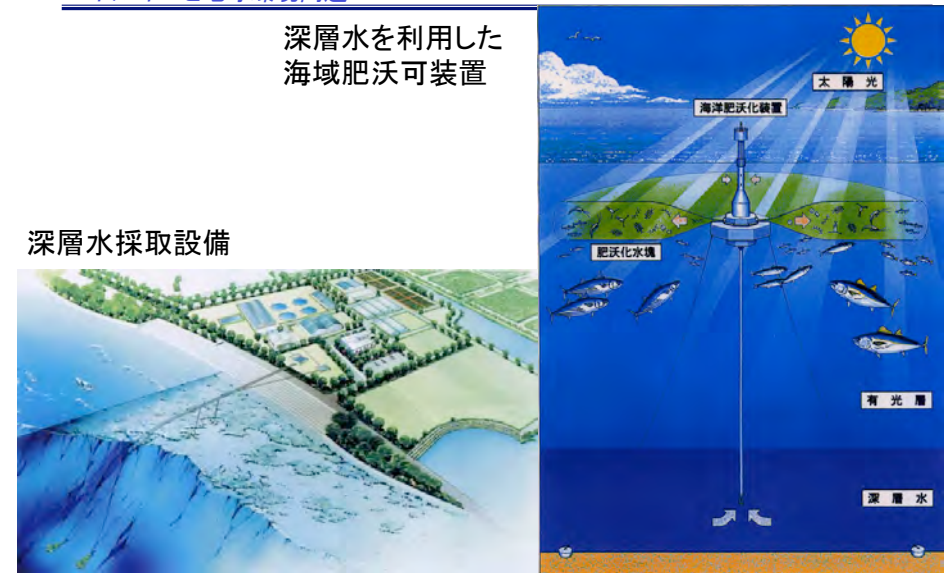 深層水を利用した
海域肥沃可装置
深層水採取設備
太陽光
海洋肥沃化装置
肥沃化水塊
有光層
深層水